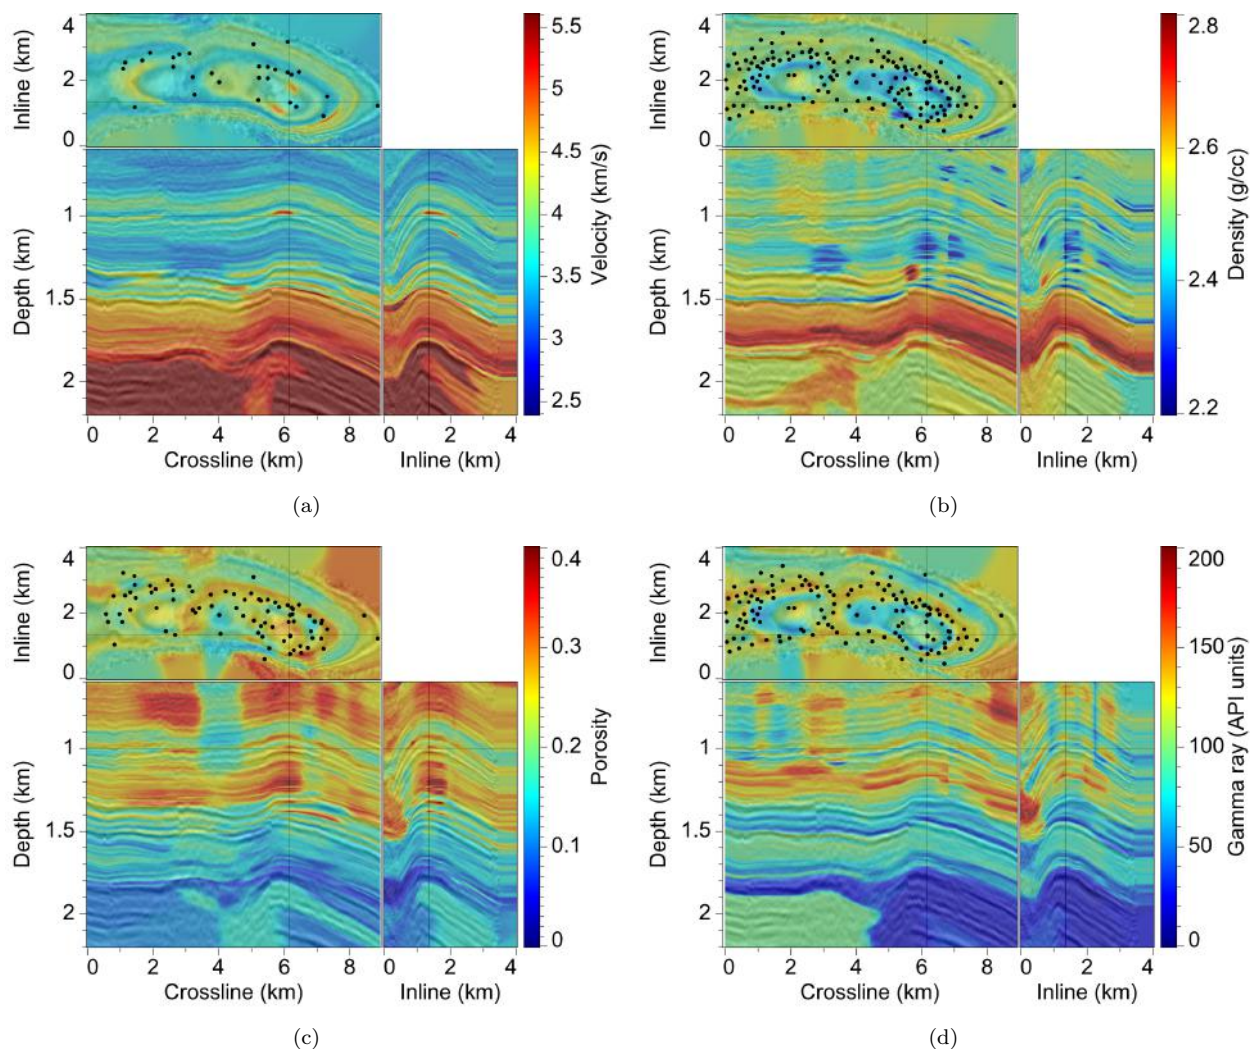 4
2
0
Inline (km)
1
1.5
2
Depth (km)
0 2 4 6 8
Crossline (km)
0 2 4
Inline (km)
5.5
4.5
4
3.5
3
2.5
Velocity (km/s)
(a)
4
2
0
Inline (km)
1
1.5
2
Depth (km)
0 2 4 6 8
Crossline (km)
0 2 4
Inline (km)
2.8
2.6
2.4
2.2
Density (g/cc)
(b)
4
2
0
Inline (km)
1
1.5
2
Depth (km)
0 2 4 6 8
Crossline (km)
0 2 4
Inline (km)
0.4
0.3
0.2
0.1
0
Porosity
(c)
4
2
0
Inline (km)
1
1.5
2
Depth (km)
0 2 4 6 8
Crossline (km)
0 2 4
Inline (km)
200
150
100
50
0
Gamma ray (API units)
(d)